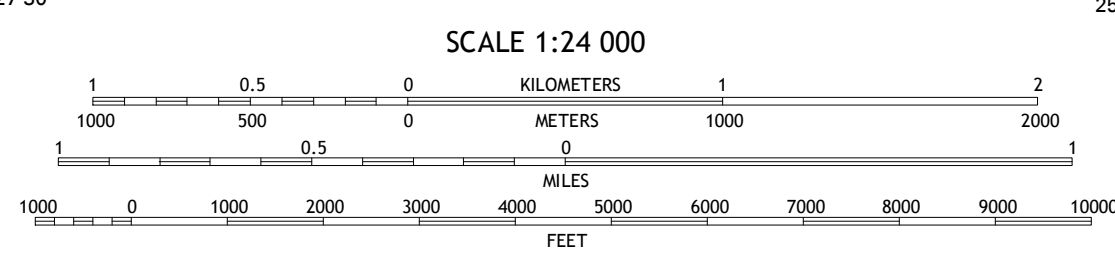 25
SCALE 1:24 000
1 0.5 0 KILOMETERS 1 2
1000 500 0 METERS 1000 2000
1 0.5 0 1
MILES
1000 0 1000 2000 3000 4000 5000 6000 7000 8000 9000 10000
FEET